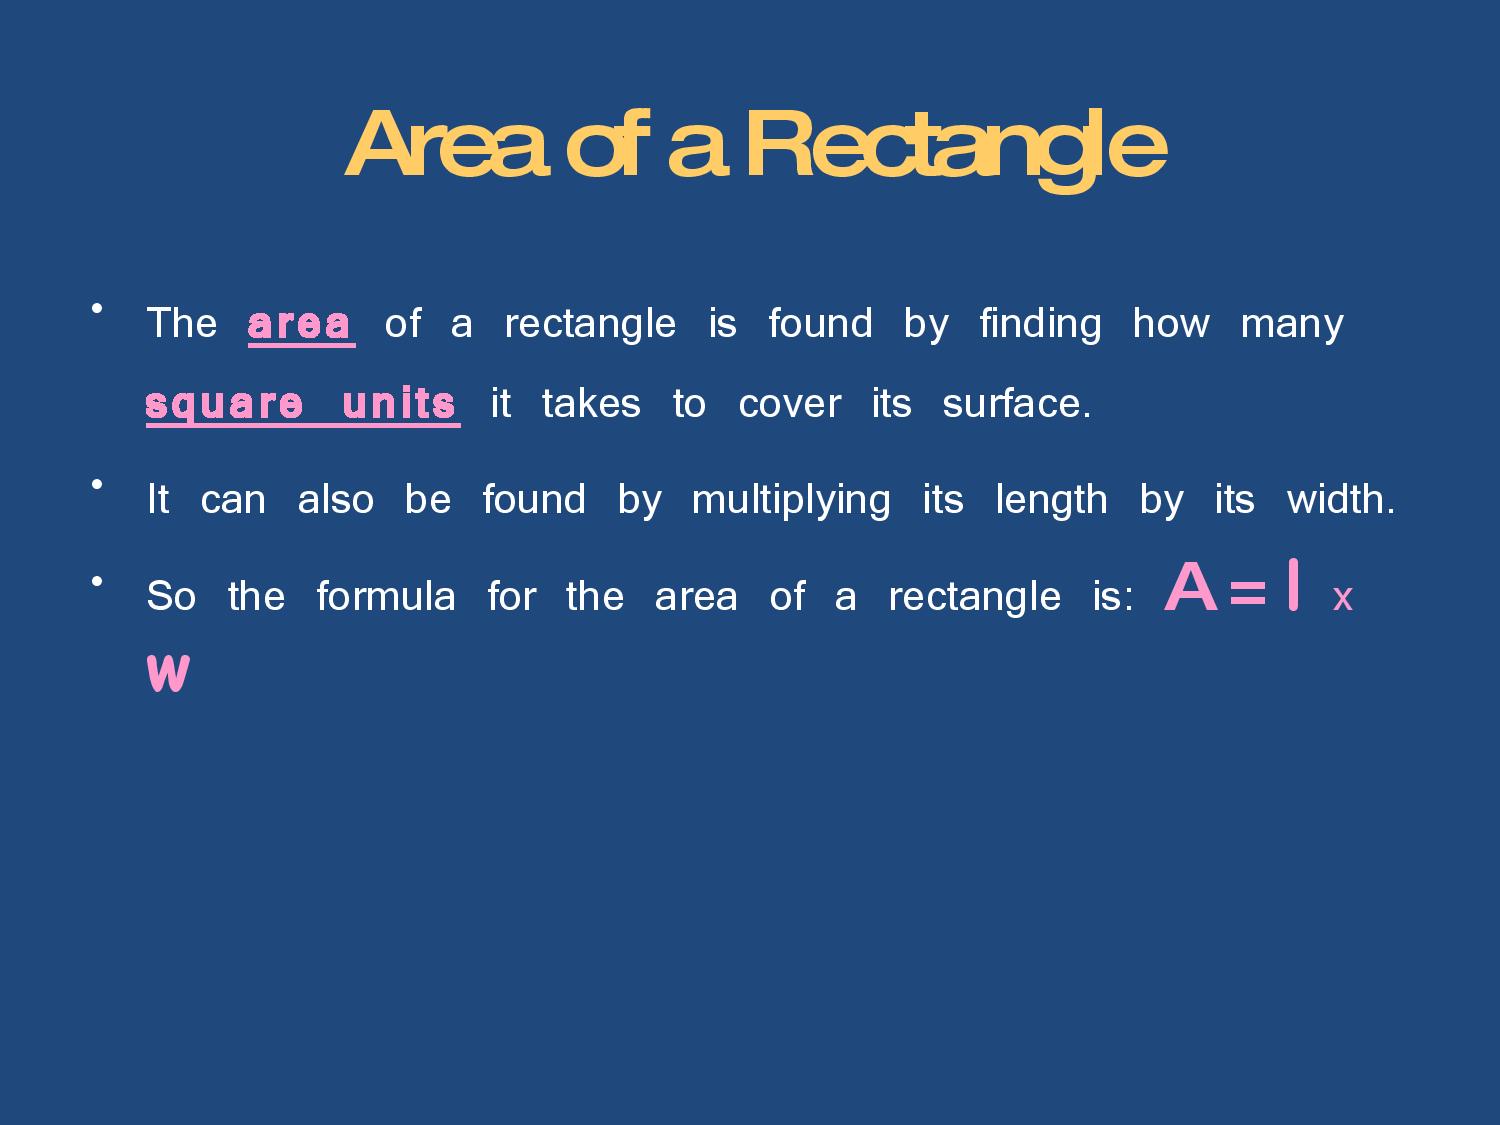 Area of a Rectangle
• The area of a rectangle is found by finding how many
square units it takes to cover its surface.
• It can also be found by multiplying its length by its width.
• So the formula for the area of a rectangle is: A = l x
w